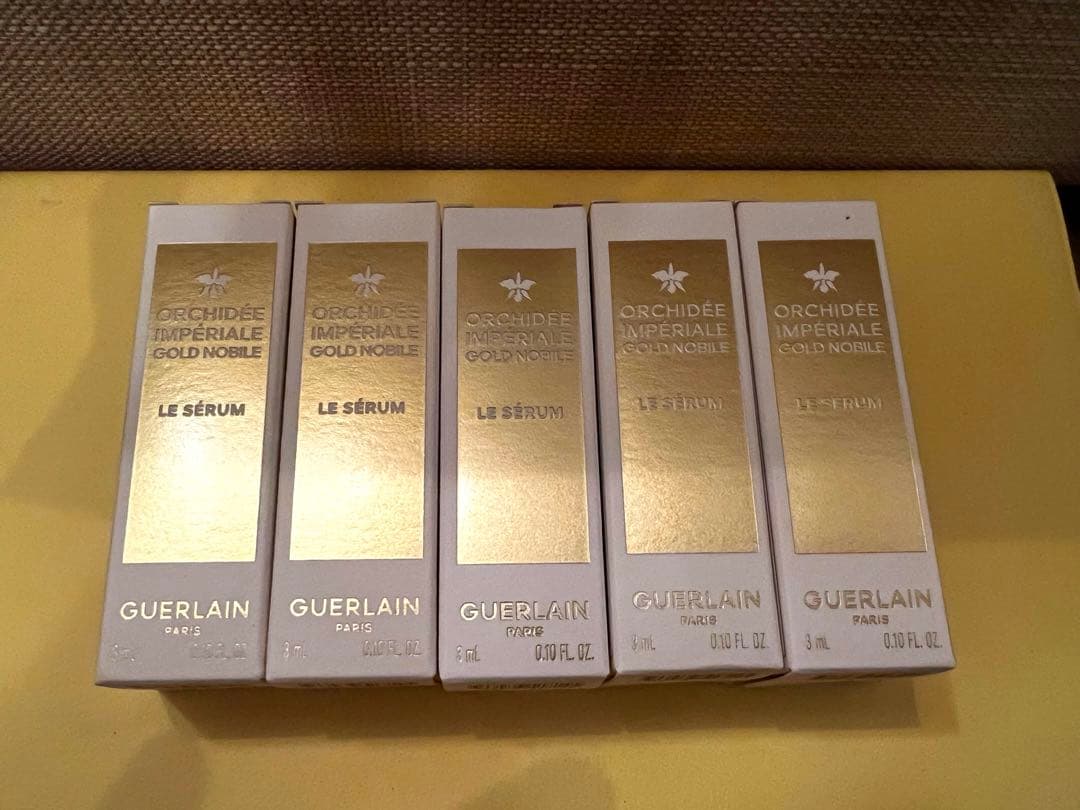 ORCHIDÉE
IMPÉRIALE
GOLD NOBILE
LE SÉRUM
GUERLAIN
PARIS
3 mL 0.10 FL. OZ.
ORCHIDÉE
IMPÉRIALE
GOLD NOBILE
LE SÉRUM
GUERLAIN
PARIS
3 mL 0.10 FL. OZ.
ORCHIDÉE
IMPÉRIALE
GOLD NOBILE
LE SÉRUM
GUERLAIN
PARIS
3 mL 0.10 FL. OZ.
ORCHIDÉE
IMPÉRIALE
GOLD NOBILE
LE SÉRUM
GUERLAIN
PARIS
3 mL 0.10 FL. OZ.
ORCHIDÉE
IMPÉRIALE
GOLD NOBILE
LE SÉRUM
GUERLAIN
PARIS
3 mL 0.10 FL. OZ.